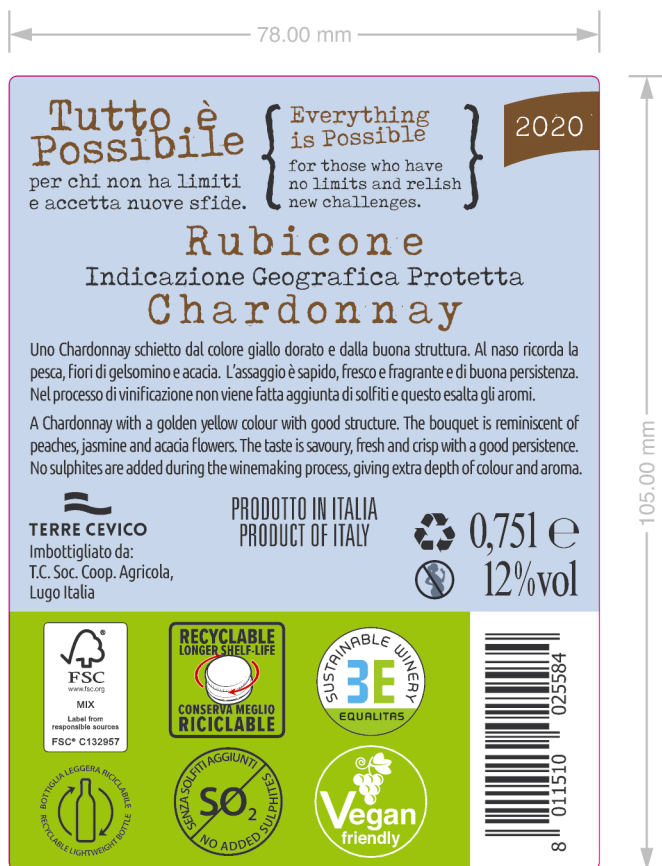 78.00 mm
Tutto è
Possibile
per chi non ha limiti
e accetta nuove sfide.
Everything
is Possible
for those who have
no limits and relish
new challenges.
2020
Rubicone
Indicazione Geografica Protetta
Chardonnay
Uno Chardonnay schietto dal colore giallo dorato e dalla buona struttura. Al naso ricorda la
pesca, fiori di gelsomino e acacia. L'assaggio è sapido, fresco e fragrante e di buona persistenza.
Nel processo di vinificazione non viene fatta aggiunta di solfiti e questo esalta gli aromi.
A Chardonnay with a golden yellow colour with good structure. The bouquet is reminiscent of
peaches, jasmine and acacia flowers. The taste is savoury, fresh and crisp with a good persistence.
No sulphites are added during the winemaking process, giving extra depth of colour and aroma.
105.00 mm
TERRE CEVICO
Imbottigliato da:
T.C. Soc. Coop. Agricola,
Lugo Italia
PRODOTTO IN ITALIA
PRODUCT OF ITALY
0,75l e
12%vol
FSC
www.fsc.org
MIX
Label from
responsible sources
FSC® C132957
RECYCLABLE
LONGER SHELF-LIFE
CONSERVA MEGLIO
RICICLABLE
SUSTAINABLE WINERY
3E
EQUALITAS
BOTTIGLIA LEGGERA RICICLABILE
RECYCLABLE LIGHTWEIGHT BOTTLE
SENZA SOLFITI AGGIUNTI
SO2
NO ADDED SULPHITES
Vegan
friendly
8 011510 025584